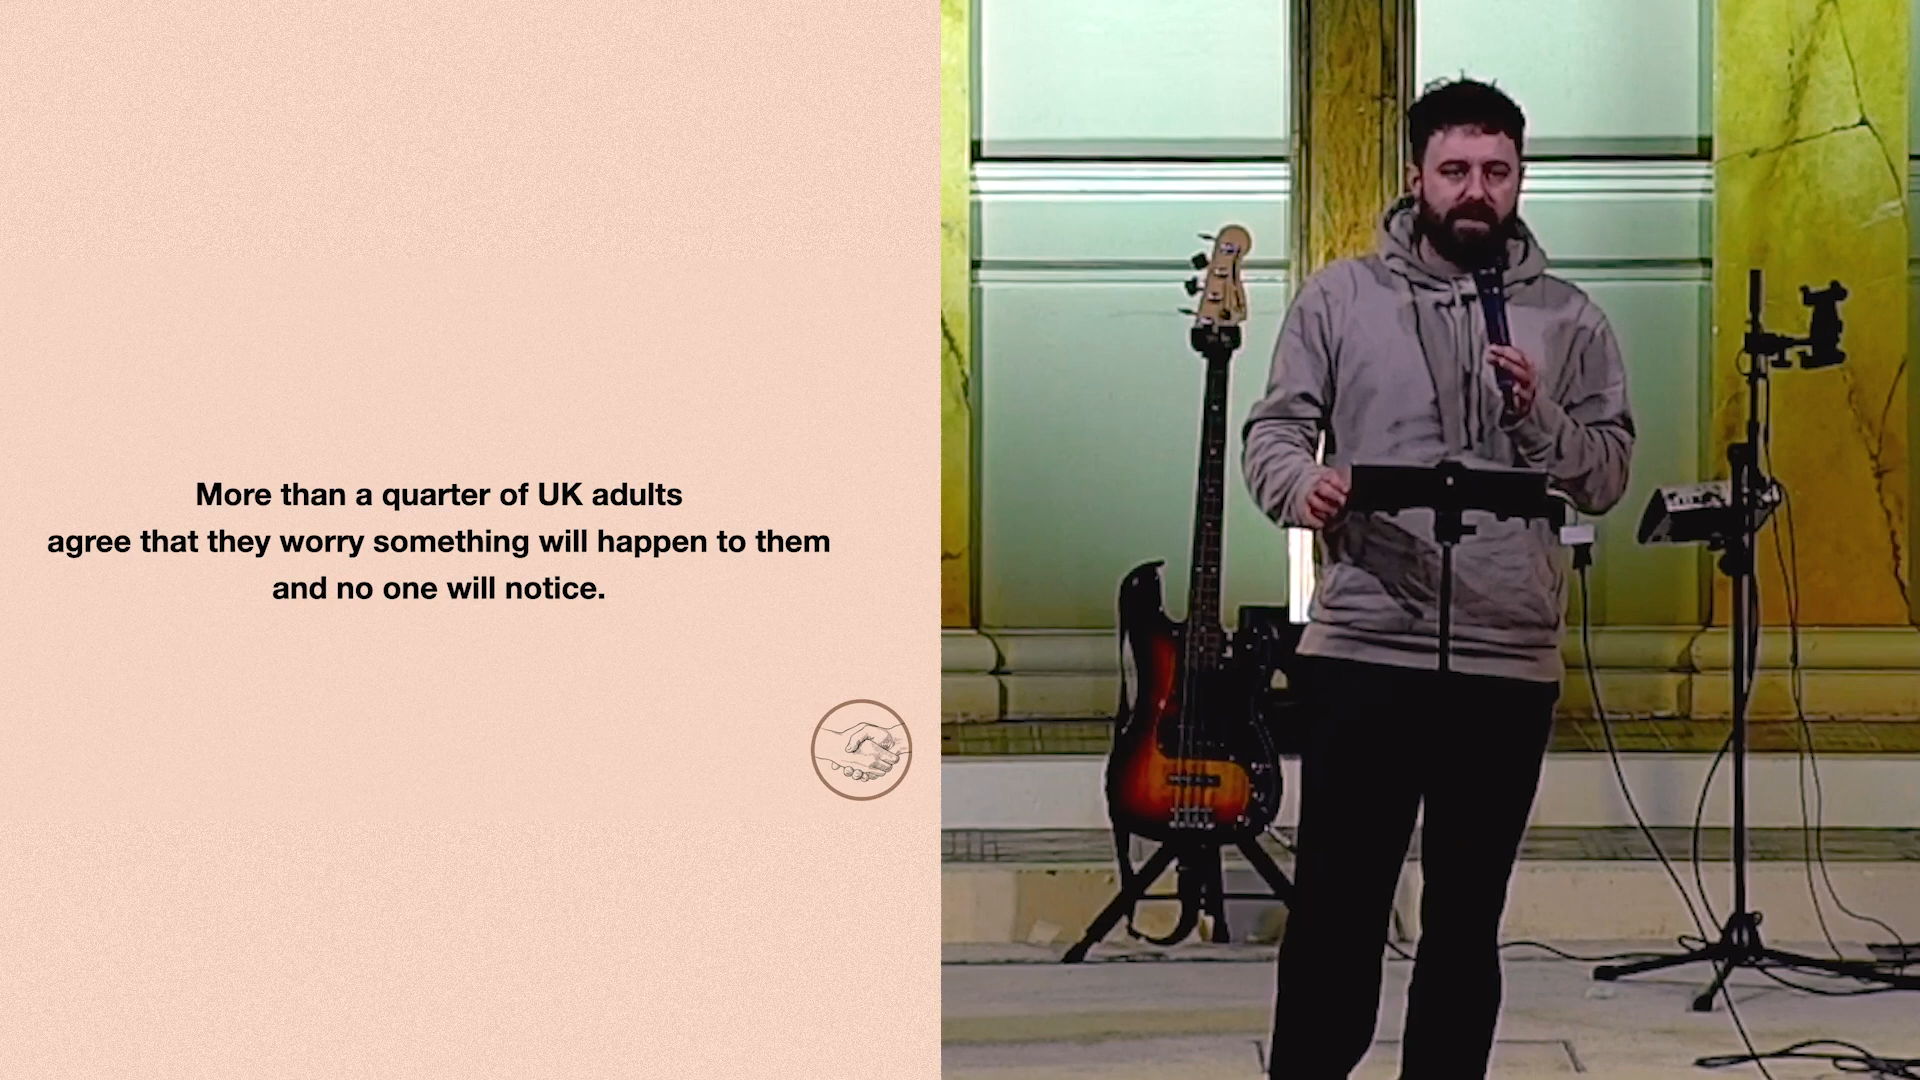 More than a quarter of UK adults
agree that they worry something will happen to them
and no one will notice.